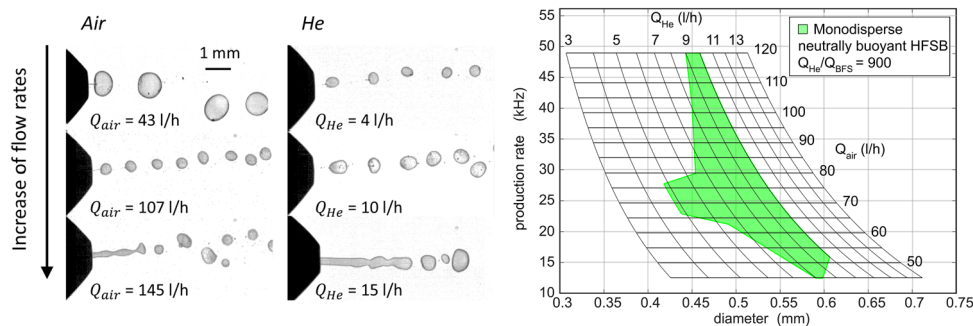 Air
He
Increase of flow rates
1 mm
Q_air = 43 l/h
Q_He = 4 l/h
Q_air = 107 l/h
Q_He = 10 l/h
Q_air = 145 l/h
Q_He = 15 l/h
Q_He (l/h)
3 5 7 9 11 13
Monodisperse
neutrally buoyant HFSB
Q_He/Q_BFS = 900
120
110
100
90
Q_air (l/h)
80
70
60
50
production rate (kHz)
55
50
45
40
35
30
25
20
15
10
0.3 0.4 0.45 0.5 0.55 0.6 0.65 0.7 0.75
diameter (mm)